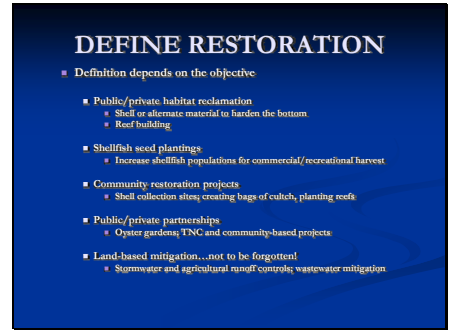 DEFINE RESTORATION
Definition depends on the objective
Public/private habitat reclamation
Shell or alternate material to harden the bottom
Reef building
Shellfish seed plantings
Increase shellfish populations for commercial/recreational harvest
Community restoration projects
Shell collection sites; creating bags of cultch, planting reefs
Public/private partnerships
Oyster gardens; TNC and community-based projects
Land-based mitigation…not to be forgotten!
Stormwater and agricultural runoff controls; wastewater mitigation